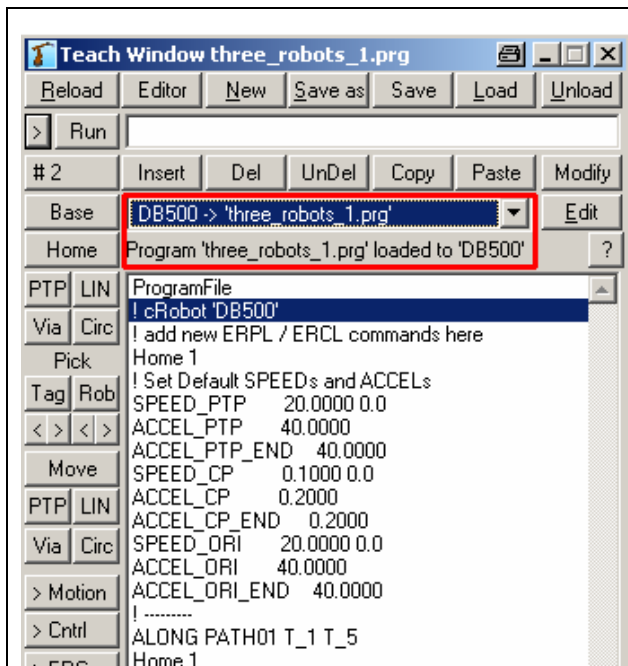 Teach Window three_robots_1.prg
Reload Editor New Save as Save Load Unload
> Run
# 2 Insert Del UnDel Copy Paste Modify
Base DB500 -> 'three_robots_1.prg' Edit
Home Program 'three_robots_1.prg' loaded to 'DB500' ?
PTP LIN ProgramFile
! cRobot 'DB500'
Via Circ ! add new ERPL / ERCL commands here
Pick Home 1
! Set Default SPEEDs and ACCELs
Tag Rob SPEED_PTP 20.0000 0.0
< > < > ACCEL_PTP 40.0000
ACCEL_PTP_END 40.0000
Move SPEED_CP 0.1000 0.0
PTP LIN ACCEL_CP 0.2000
ACCEL_CP_END 0.2000
Via Circ SPEED_ORI 20.0000 0.0
ACCEL_ORI 40.0000
> Motion ACCEL_ORI_END 40.0000
! ---------
> Cntrl ALONG PATH01 T_1 T_5
Home 1